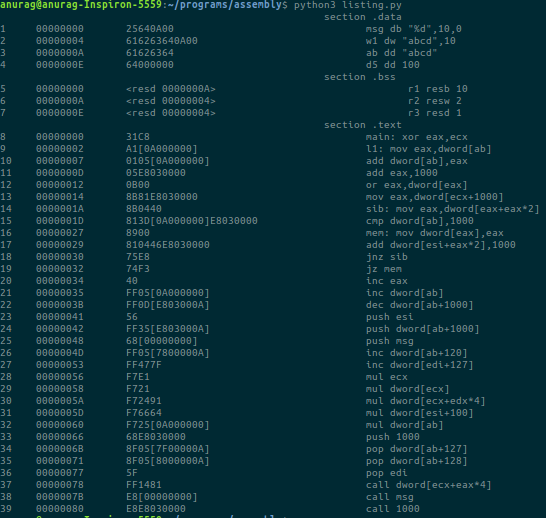 anurag@anurag-Inspiron-5559:~/programs/assembly$ python3 listing.py
section .data
1 00000000 25640A00 msg db "%d",10,0
2 00000004 616263640A00 w1 dw "abcd",10
3 0000000A 61626364 ab dd "abcd"
4 0000000E 64000000 d5 dd 100
section .bss
5 00000000 <resd 0000000A> r1 resb 10
6 0000000A <resd 00000004> r2 resw 2
7 0000000E <resd 00000004> r3 resd 1
section .text
8 00000000 31C8 main: xor eax,ecx
9 00000002 A1[0A000000] l1: mov eax,dword[ab]
10 00000007 0105[0A000000] add dword[ab],eax
11 0000000D 05E8030000 add eax,1000
12 00000012 0B00 or eax,dword[eax]
13 00000014 8B81E8030000 mov eax,dword[ecx+1000]
14 0000001A 8B0440 sib: mov eax,dword[eax+eax*2]
15 0000001D 813D[0A000000]E8030000 cmp dword[ab],1000
16 00000027 8900 mem: mov dword[eax],eax
17 00000029 810446E8030000 add dword[esi+eax*2],1000
18 00000030 75E8 jnz sib
19 00000032 74F3 jz mem
20 00000034 40 inc eax
21 00000035 FF05[0A000000] inc dword[ab]
22 0000003B FF0D[E803000A] dec dword[ab+1000]
23 00000041 56 push esi
24 00000042 FF35[E803000A] push dword[ab+1000]
25 00000048 68[00000000] push msg
26 0000004D FF05[7800000A] inc dword[ab+120]
27 00000053 FF477F inc dword[edi+127]
28 00000056 F7E1 mul ecx
29 00000058 F721 mul dword[ecx]
30 0000005A F72491 mul dword[ecx+edx*4]
31 0000005D F76664 mul dword[esi+100]
32 00000060 F725[0A000000] mul dword[ab]
33 00000066 68E8030000 push 1000
34 0000006B 8F05[7F00000A] pop dword[ab+127]
35 00000071 8F05[8000000A] pop dword[ab+128]
36 00000077 5F pop edi
37 00000078 FF1481 call dword[ecx+eax*4]
38 0000007B E8[00000000] call msg
39 00000080 E8E8030000 call 1000